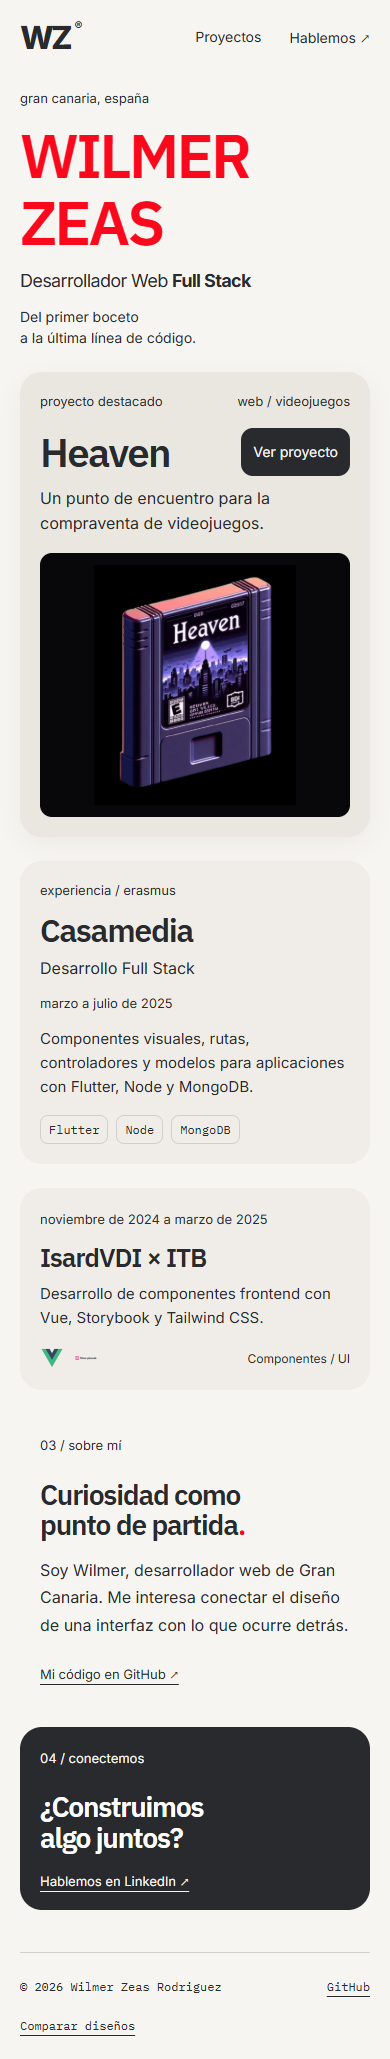 WZ®
Proyectos
Hablemos ↗
gran canaria, españa
WILMER
ZEAS
Desarrollador Web Full Stack
Del primer boceto
a la última línea de código.
proyecto destacado
web / videojuegos
Heaven
Ver proyecto
Un punto de encuentro para la
compraventa de videojuegos.
Heaven
experiencia / erasmus
Casamedia
Desarrollo Full Stack
marzo a julio de 2025
Componentes visuales, rutas,
controladores y modelos para aplicaciones
con Flutter, Node y MongoDB.
Flutter
Node
MongoDB
noviembre de 2024 a marzo de 2025
IsardVDI × ITB
Desarrollo de componentes frontend con
Vue, Storybook y Tailwind CSS.
Componentes / UI
03 / sobre mí
Curiosidad como
punto de partida.
Soy Wilmer, desarrollador web de Gran
Canaria. Me interesa conectar el diseño
de una interfaz con lo que ocurre detrás.
Mi código en GitHub ↗
04 / conectemos
¿Construimos
algo juntos?
Hablemos en LinkedIn ↗
© 2026 Wilmer Zeas Rodriguez
GitHub
Comparar diseños